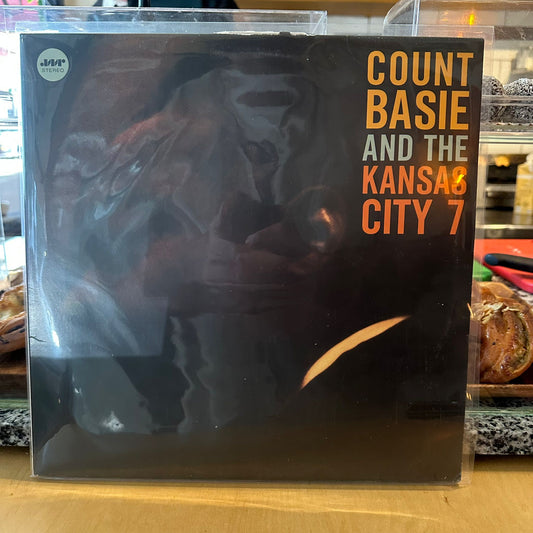 STEREO
COUNT
BASIE
AND THE
KANSAS
CITY 7